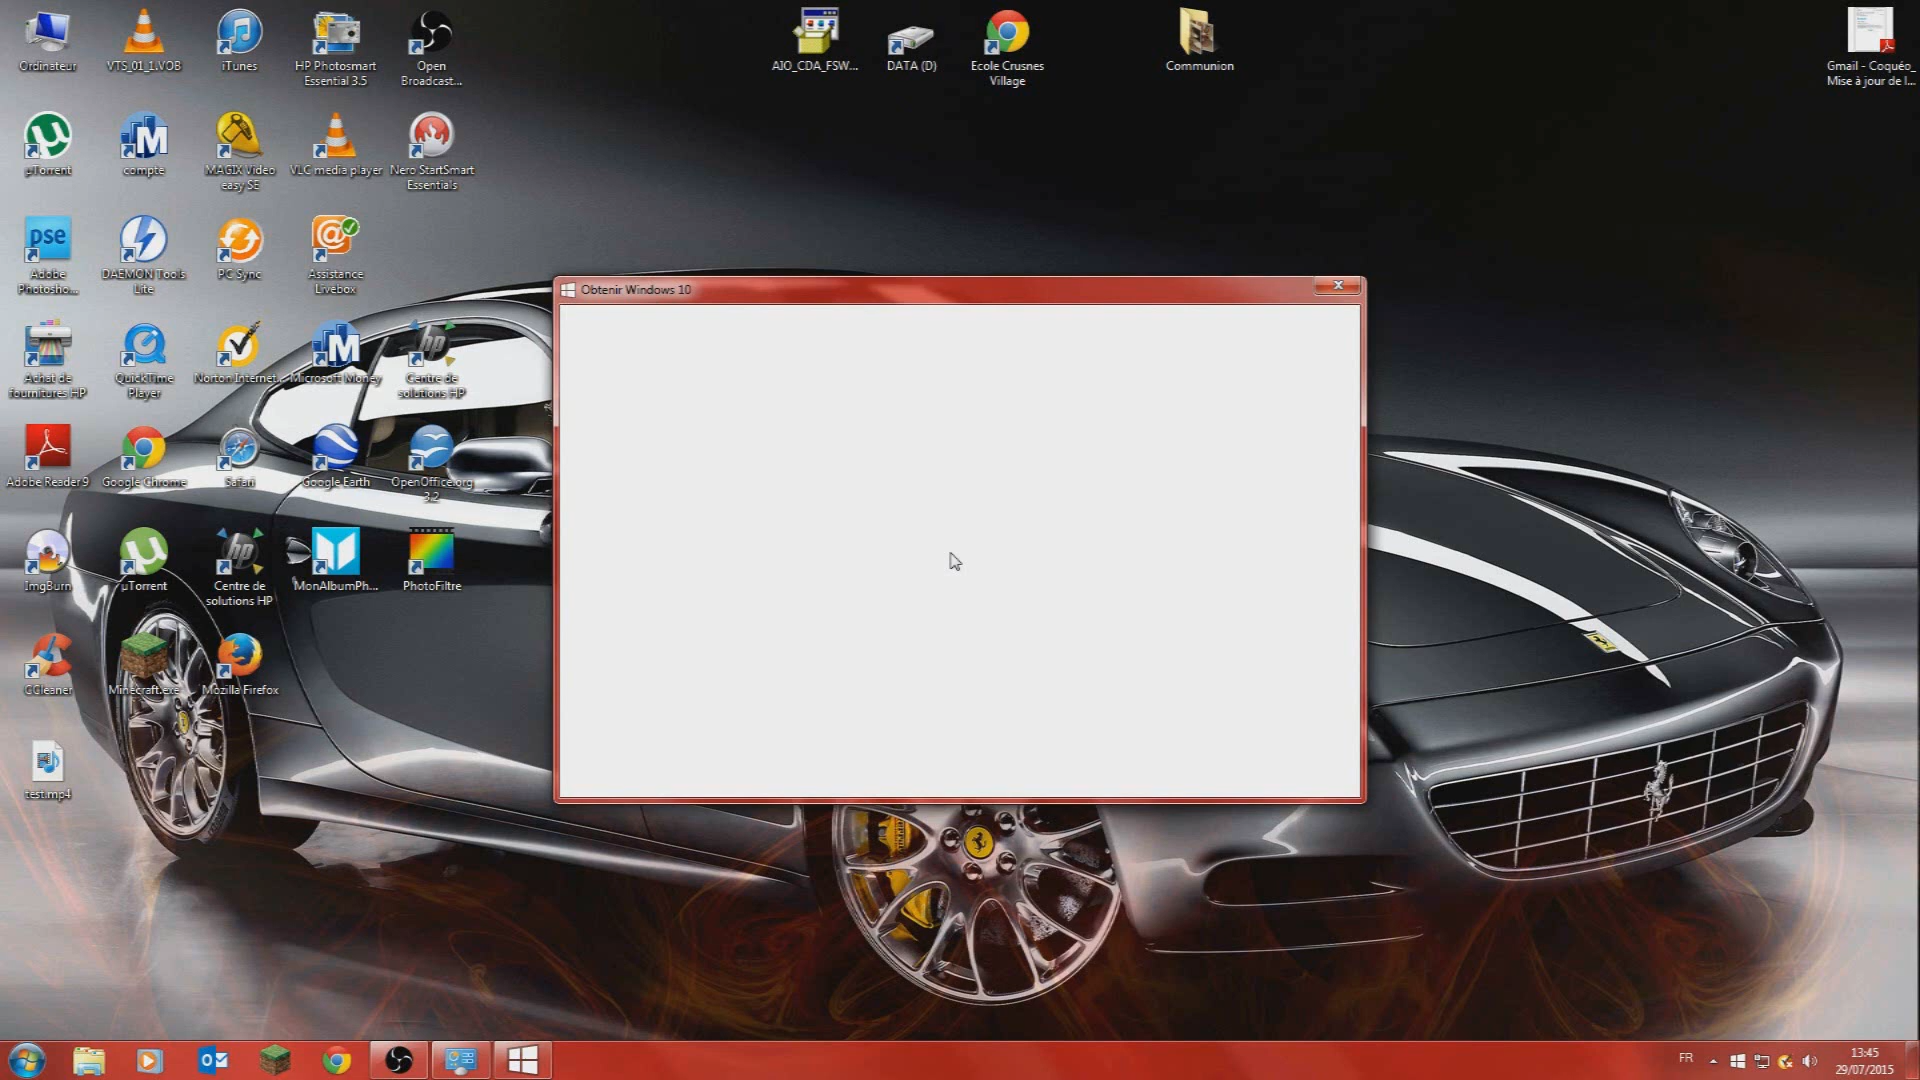 Ordinateur
VTS_01_1.VOB
iTunes
HP Photosmart
Essential 3.5
Open
Broadcast...
AIO_CDA_FSW...
DATA (D)
Ecole Crusnes
Village
Communion
Gmail - Coquéo_
Mise à jour de l...
µTorrent
compte
MAGIX Video
easy SE
VLC media player
Nero StartSmart
Essentials
pse
Adobe
Photosho...
DAEMON Tools
Lite
PC Sync
Assistance
Livebox
Obtenir Windows 10
Achat de
fournitures HP
QuickTime
Player
Norton Internet...
Microsoft Money
Centre de
solutions HP
Adobe Reader 9
Google Chrome
Safari
Google Earth
OpenOffice.org
3.2
ImgBurn
µTorrent
Centre de
solutions HP
MonAlbumPh...
PhotoFiltre
CCleaner
Minecraft.exe
Mozilla Firefox
test.mp4
FR
13:45
29/07/2015